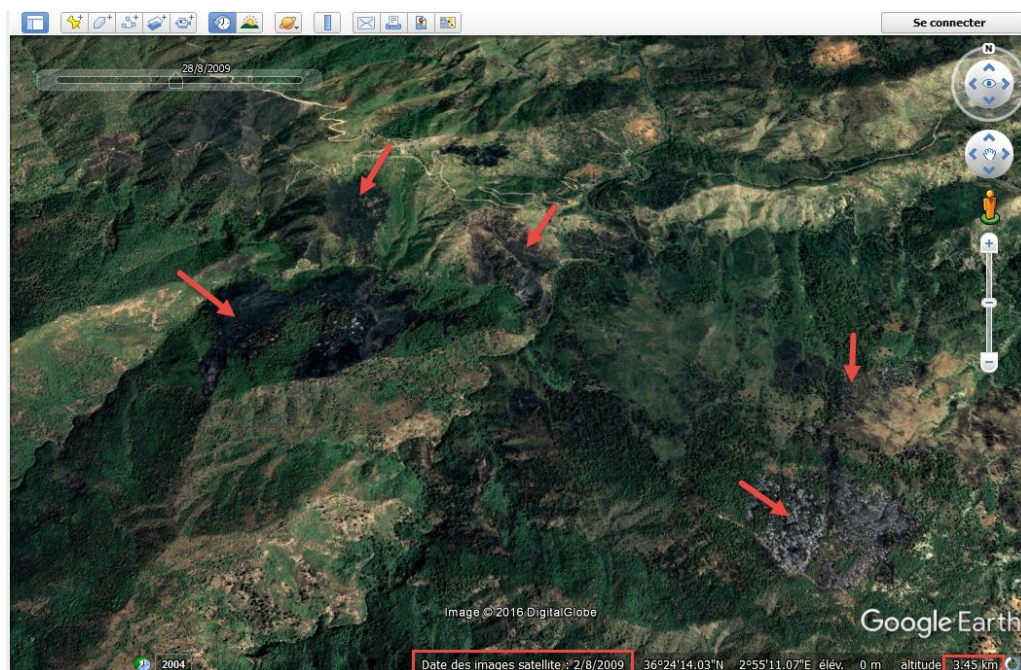 Se connecter
28/8/2009
N
Image © 2016 DigitalGlobe
Google Earth
2004
Date des images satellite : 2/8/2009 36°24'14.03"N 2°55'11.07"E élév. 0 m altitude 3.45 km